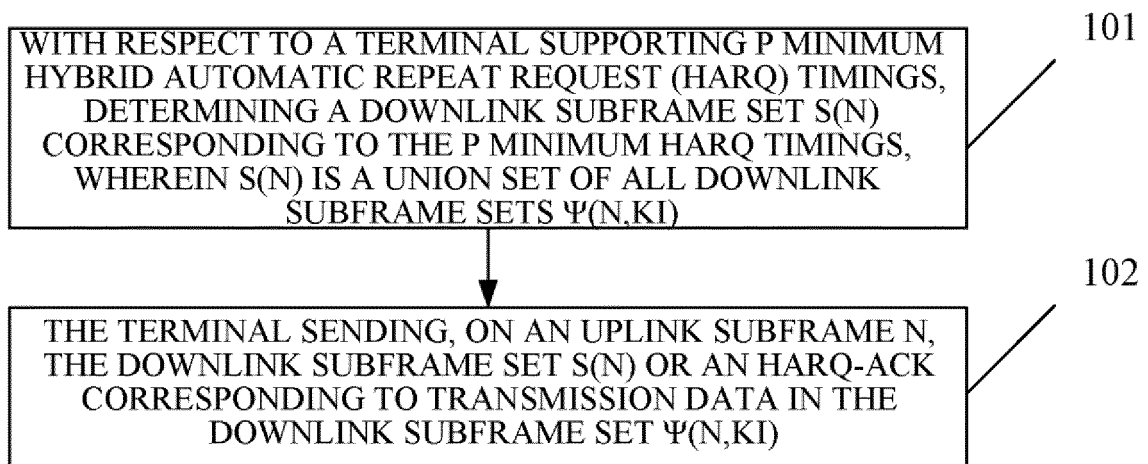 101
WITH RESPECT TO A TERMINAL SUPPORTING P MINIMUM
HYBRID AUTOMATIC REPEAT REQUEST (HARQ) TIMINGS,
DETERMINING A DOWNLINK SUBFRAME SET S(N)
CORRESPONDING TO THE P MINIMUM HARQ TIMINGS,
WHEREIN S(N) IS A UNION SET OF ALL DOWNLINK
SUBFRAME SETS Ψ(N,KI)
102
THE TERMINAL SENDING, ON AN UPLINK SUBFRAME N,
THE DOWNLINK SUBFRAME SET S(N) OR AN HARQ-ACK
CORRESPONDING TO TRANSMISSION DATA IN THE
DOWNLINK SUBFRAME SET Ψ(N,KI)